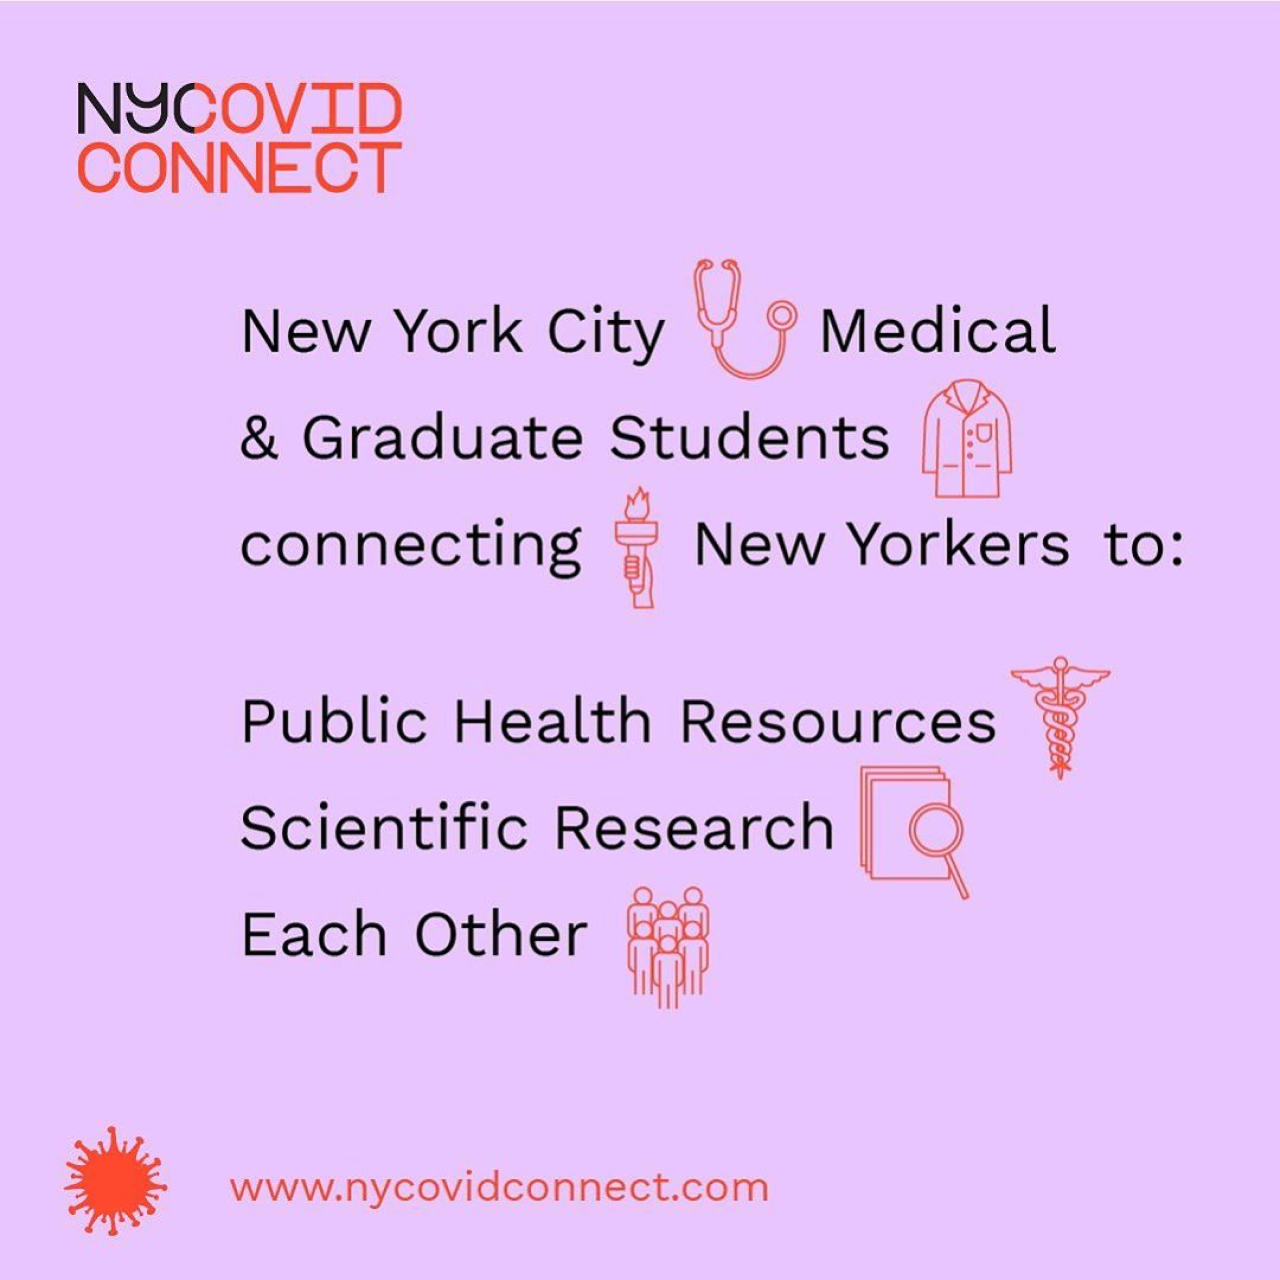 NYCOVID
CONNECT
New York City Medical
& Graduate Students
connecting New Yorkers to:
Public Health Resources
Scientific Research
Each Other
www.nycovidconnect.com